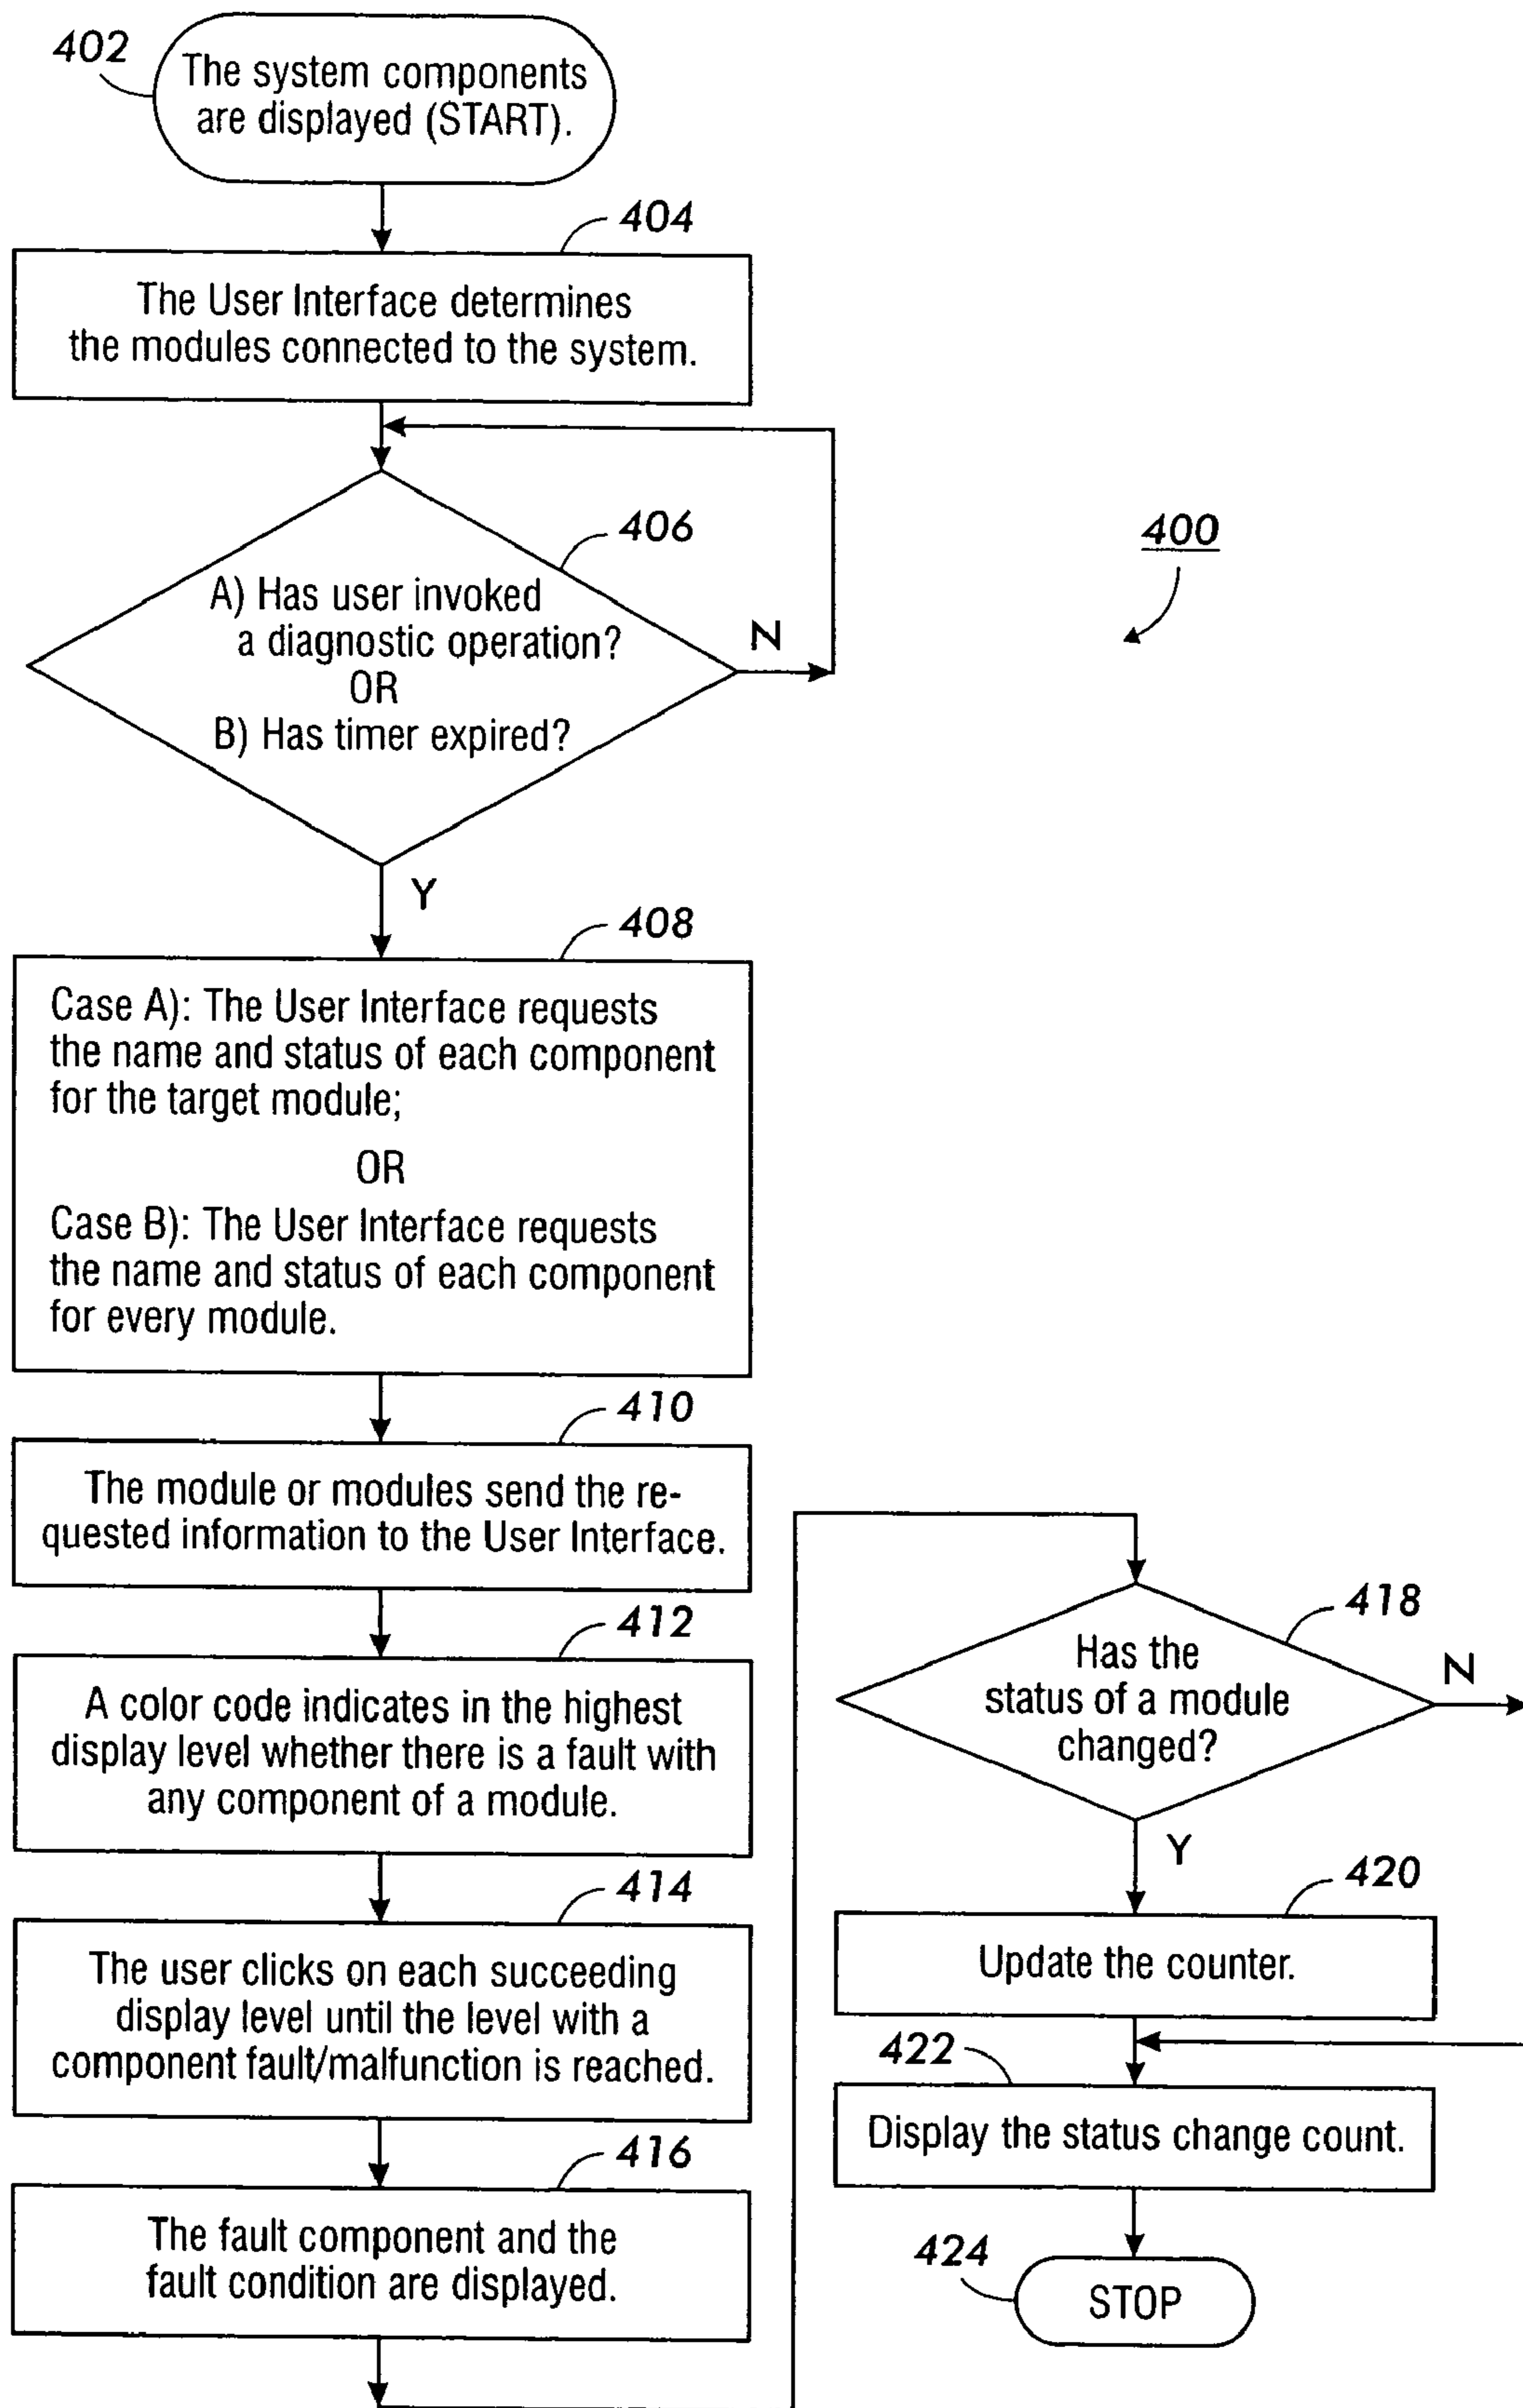 402
The system components
are displayed (START).
404
The User Interface determines
the modules connected to the system.
406
A) Has user invoked
a diagnostic operation?
OR
B) Has timer expired?
N
Y
400
408
Case A): The User Interface requests
the name and status of each component
for the target module;
OR
Case B): The User Interface requests
the name and status of each component
for every module.
410
The module or modules send the re-
quested information to the User Interface.
412
A color code indicates in the highest
display level whether there is a fault with
any component of a module.
414
The user clicks on each succeeding
display level until the level with a
component fault/malfunction is reached.
416
The fault component and the
fault condition are displayed.
418
Has the
status of a module
changed?
N
Y
420
Update the counter.
422
Display the status change count.
424
STOP